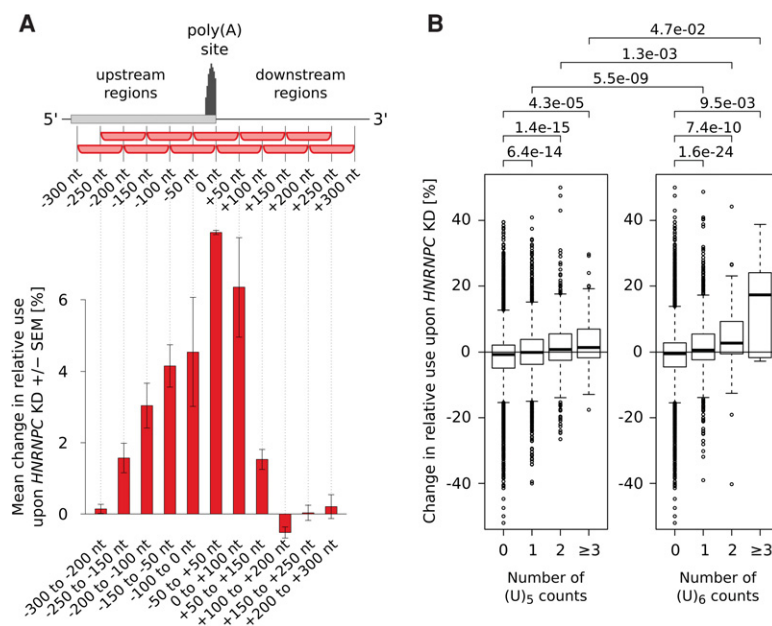 A
poly(A)
site
upstream
regions
downstream
regions
5'
3'
-300 nt
-250 nt
-200 nt
-150 nt
-100 nt
-50 nt
0 nt
+50 nt
+100 nt
+150 nt
+200 nt
+250 nt
+300 nt
Mean change in relative use
upon HNRNPC KD +/− SEM [%]
6
4
2
0
-300 to -200 nt
-250 to -150 nt
-200 to -100 nt
-150 to -50 nt
-100 to 0 nt
-50 to +50 nt
0 to +100 nt
+50 to +150 nt
+100 to +200 nt
+150 to +250 nt
+200 to +300 nt
B
4.7e-02
1.3e-03
5.5e-09
4.3e-05
1.4e-15
6.4e-14
9.5e-03
7.4e-10
1.6e-24
Change in relative use upon HNRNPC KD [%]
40
20
0
-20
-40
40
20
0
-20
-40
0 1 2 ≥3
Number of
(U)5 counts
0 1 2 ≥3
Number of
(U)6 counts